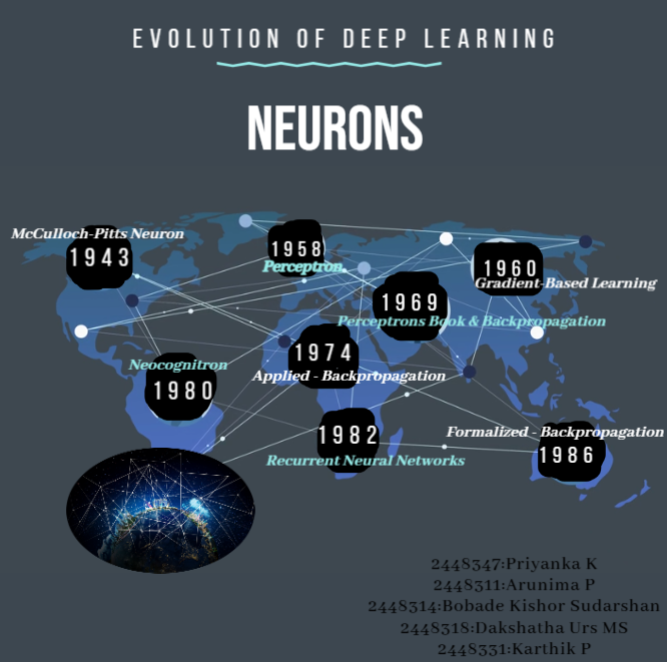 EVOLUTION OF DEEP LEARNING
NEURONS
McCulloch-Pitts Neuron
1943
1958
Perceptron
1960
Gradient-Based Learning
1969
Perceptrons Book & Backpropagation
1974
Applied - Backpropagation
Neocognitron
1980
1982
Recurrent Neural Networks
Formalized - Backpropagation
1986
2448347:Priyanka K
2448311:Arunima P
2448314:Bobade Kishor Sudarshan
2448318:Dakshatha Urs MS
2448331:Karthik P